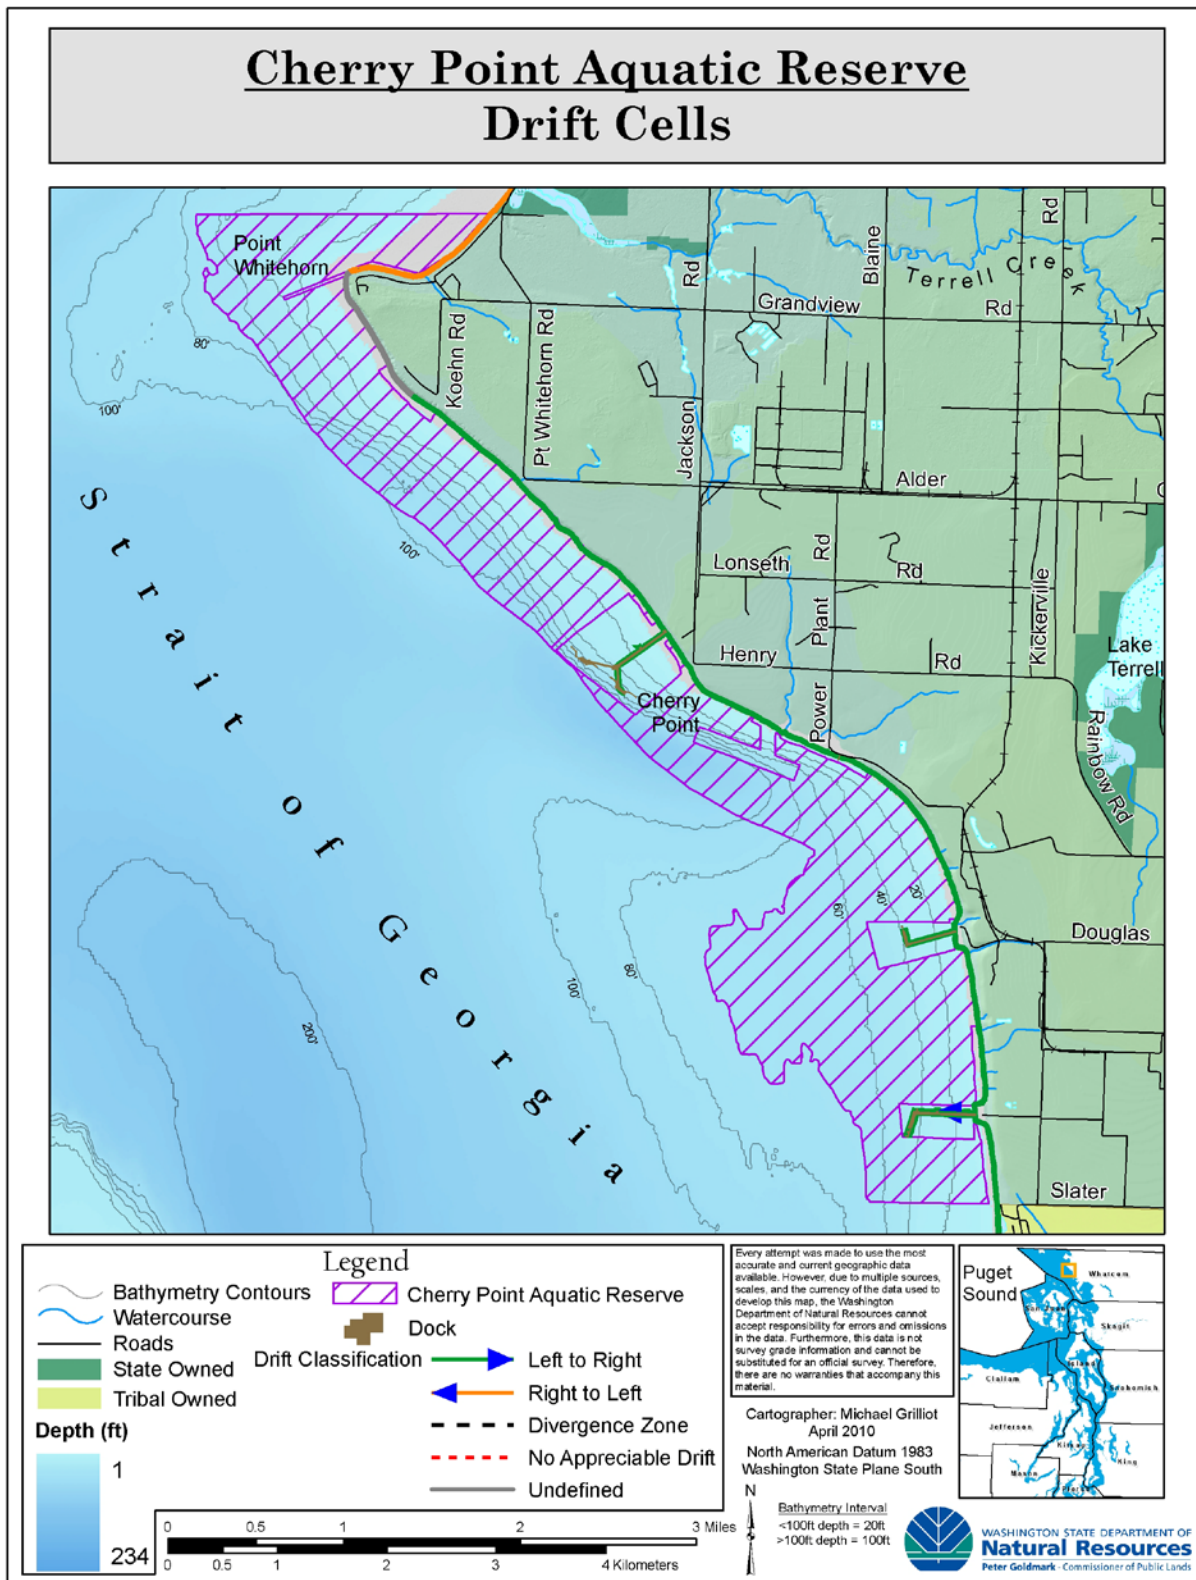 Cherry Point Aquatic Reserve
Drift Cells
Point
Whitehorn
80'
100'
Koehn Rd
Pt Whitehorn Rd
Jackson
Rd
Grandview
Rd
Blaine
Terrell Creek
Rd
Alder
100'
Lonseth
Rd
Plant
Rd
Power
Kickerville
Henry
Rd
Lake
Terrell
Rainbow Rd
Cherry
Point
Strait of Georgia
20'
40'
60'
80'
100'
200'
Douglas
Slater
Legend
Bathymetry Contours
Watercourse
Roads
State Owned
Tribal Owned
Depth (ft)
1
234
Cherry Point Aquatic Reserve
Dock
Drift Classification
Left to Right
Right to Left
Divergence Zone
No Appreciable Drift
Undefined
0 0.5 1 2 3 Miles
0 0.5 1 2 3 4 Kilometers
Every attempt was made to use the most
accurate and current geographic data
available. However, due to multiple sources,
scales, and the currency of the data used to
develop this map, the Washington
Department of Natural Resources cannot
accept responsibility for errors and omissions
in the data. Furthermore, this data is not
survey grade information and cannot be
substituted for an official survey. Therefore,
there are no warranties that accompany this
material.
Cartographer: Michael Grilliot
April 2010
North American Datum 1983
Washington State Plane South
N
Bathymetry Interval
<100ft depth = 20ft
>100ft depth = 100ft
Puget
Sound
Whatcom
San Juan
Skagit
Island
Clallam
Snohomish
Jefferson
Kitsap
King
Mason
Pierce
WASHINGTON STATE DEPARTMENT OF
Natural Resources
Peter Goldmark - Commissioner of Public Lands